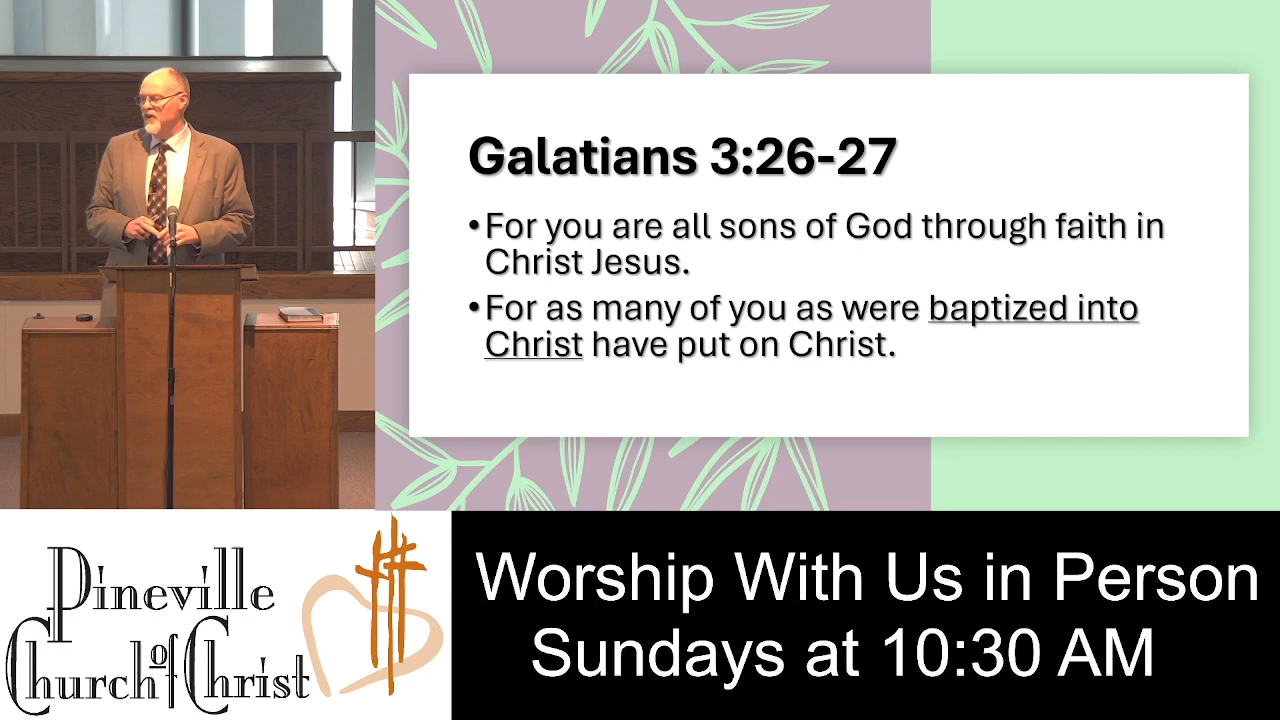 Galatians 3:26-27
•For you are all sons of God through faith in
Christ Jesus.
•For as many of you as were baptized into
Christ have put on Christ.
Pineville
Church of Christ
Worship With Us in Person
Sundays at 10:30 AM